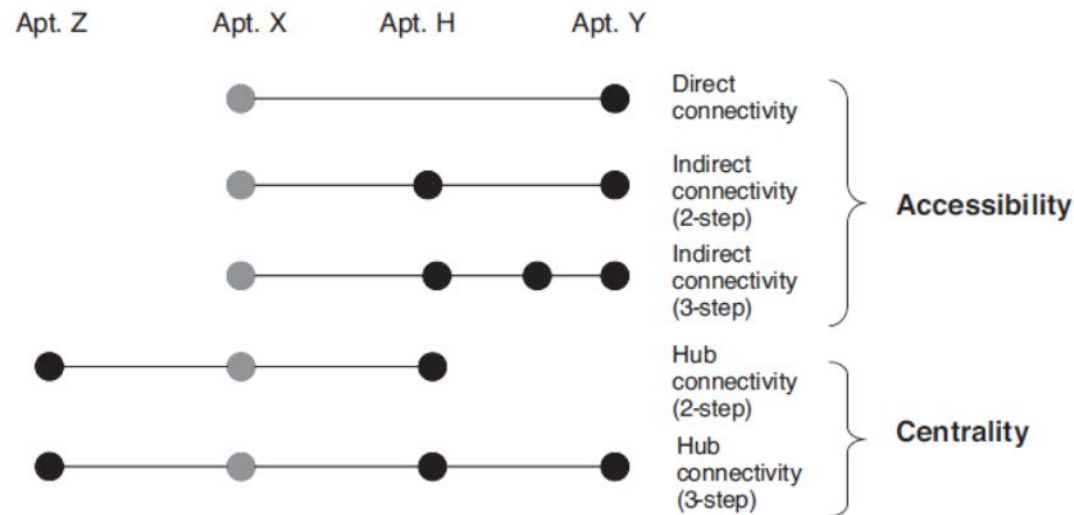 Apt. Z Apt. X Apt. H Apt. Y
Direct
connectivity
Indirect
connectivity
(2-step)
Accessibility
Indirect
connectivity
(3-step)
Hub
connectivity
(2-step)
Centrality
Hub
connectivity
(3-step)